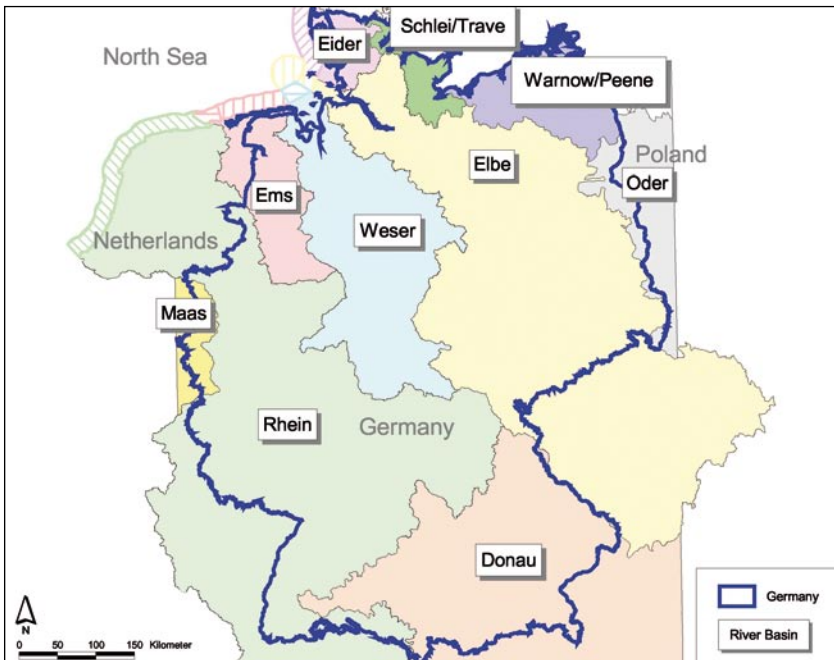 Schlei/Trave
Eider
North Sea
Warnow/Peene
Poland
Elbe
Oder
Ems
Weser
Netherlands
Maas
Rhein
Germany
Donau
N
0 50 100 150 Kilometer
Germany
River Basin